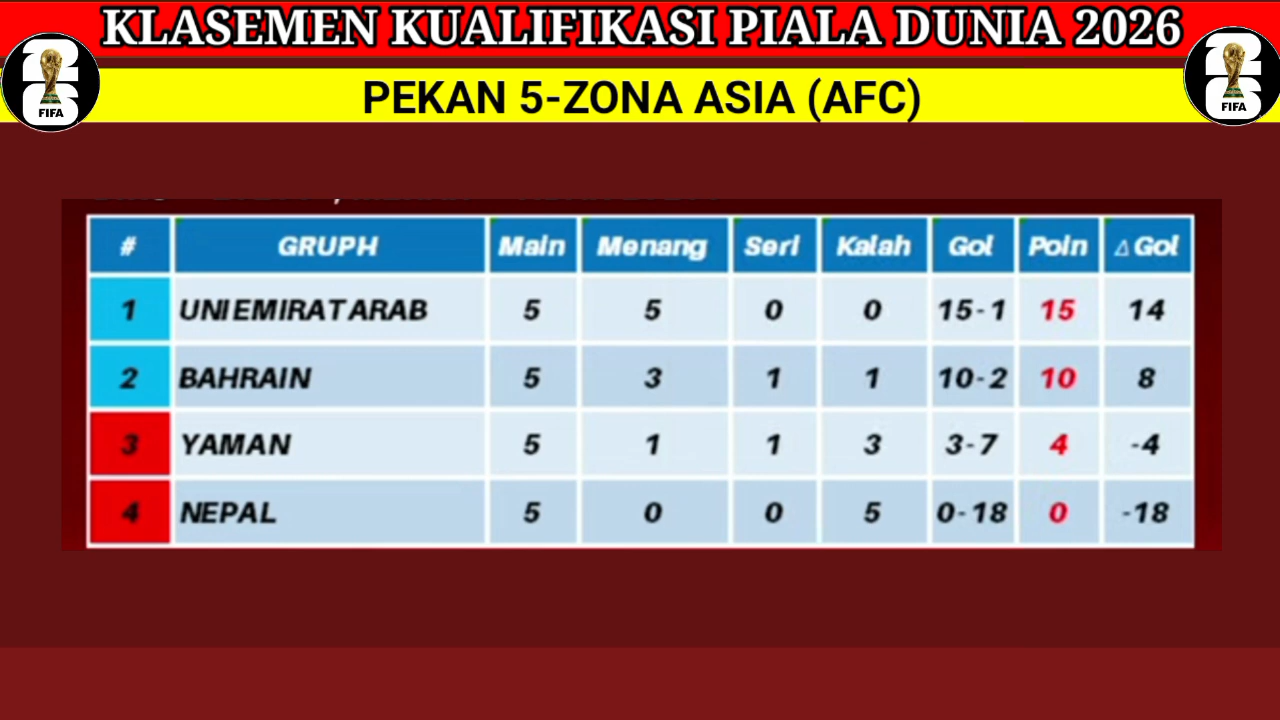 KLASEMEN KUALIFIKASI PIALA DUNIA 2026
PEKAN 5-ZONA ASIA (AFC)
FIFA
FIFA
# GRUPH Main Menang Seri Kalah Gol Poin △ Gol
1 UNI EMIRAT ARAB 5 5 0 0 15-1 15 14
2 BAHRAIN 5 3 1 1 10-2 10 8
3 YAMAN 5 1 1 3 3-7 4 -4
4 NEPAL 5 0 0 5 0-18 0 -18